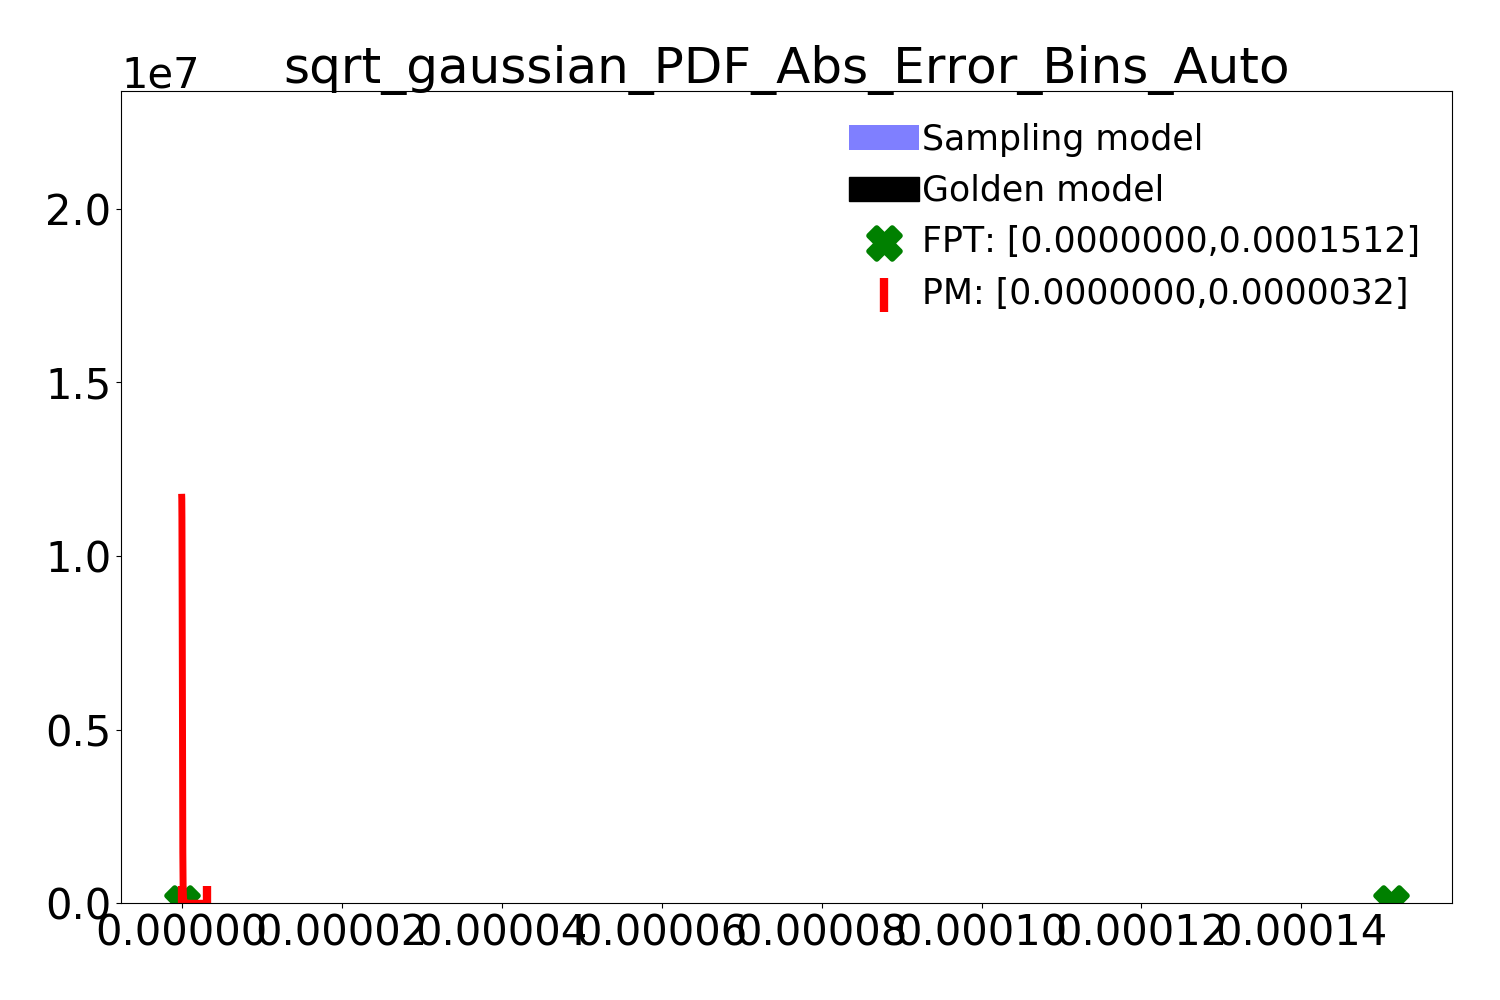 sqrt_gaussian_PDF_Abs_Error_Bins_Auto
1e7
Sampling model
Golden model
FPT: [0.0000000,0.0001512]
PM: [0.0000000,0.0000032]
2.0
1.5
1.0
0.5
0.0
0.00000 0.00002 0.00004 0.00006 0.00008 0.00010 0.00012 0.00014